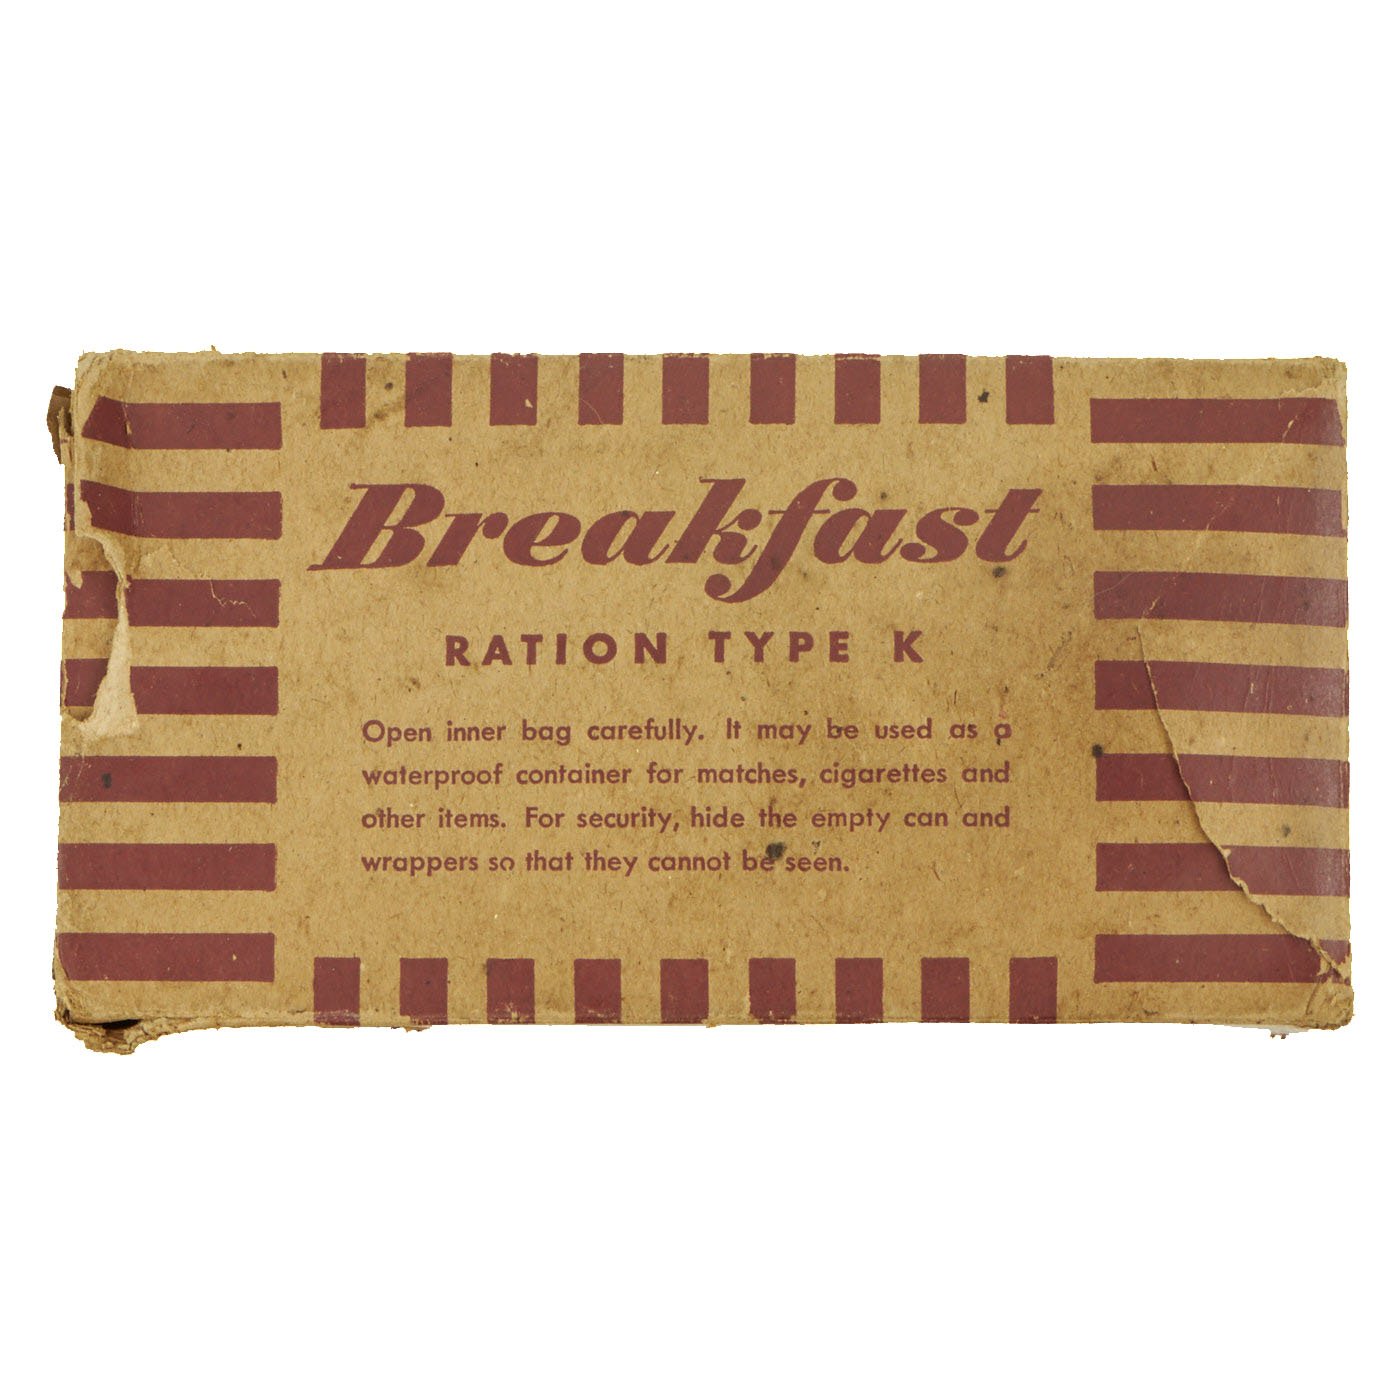 Breakfast
RATION TYPE K
Open inner bag carefully. It may be used as a
waterproof container for matches, cigarettes and
other items. For security, hide the empty can and
wrappers so that they cannot be seen.